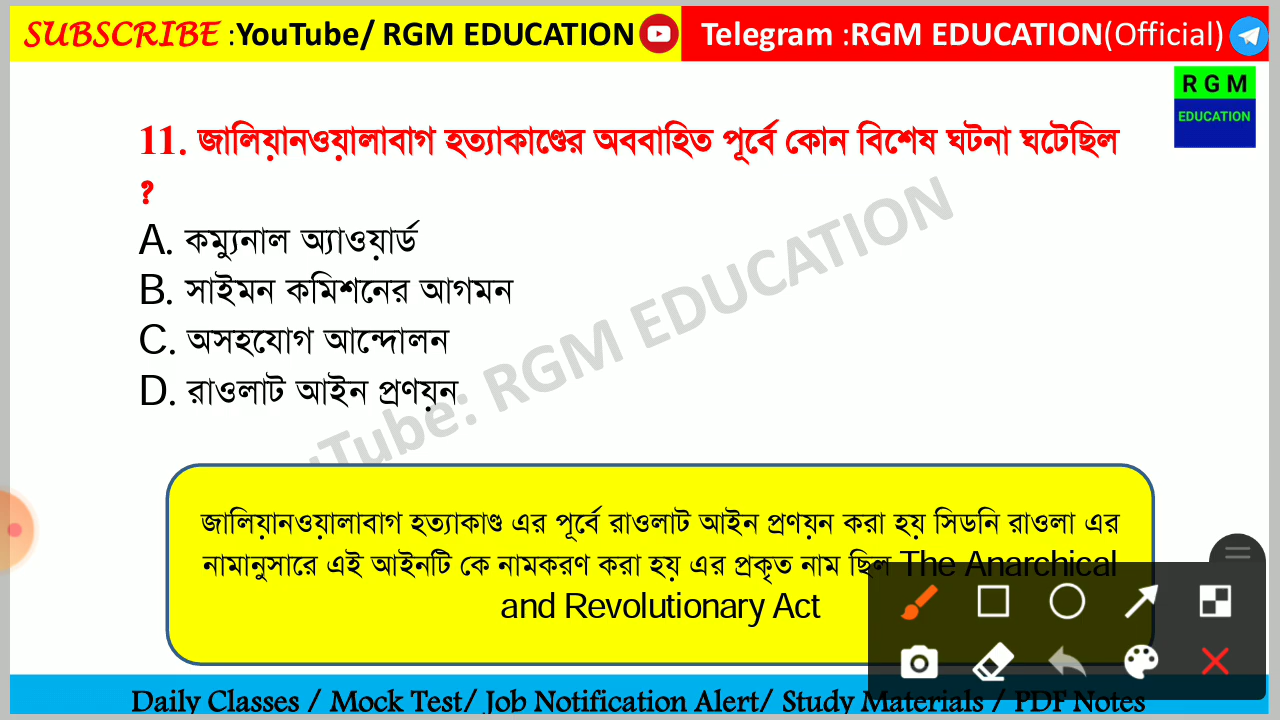 SUBSCRIBE :YouTube/ RGM EDUCATION
Telegram :RGM EDUCATION(Official)
R G M
EDUCATION
11. জালিয়ানওয়ালাবাগ হত্যাকাণ্ডের অববাহিত পূর্বে কোন বিশেষ ঘটনা ঘটেছিল
?
A. কম্যুনাল অ্যাওয়ার্ড
B. সাইমন কমিশনের আগমন
C. অসহযোগ আন্দোলন
D. রাওলাট আইন প্রণয়ন
uTube: RGM EDUCATION
জালিয়ানওয়ালাবাগ হত্যাকাণ্ড এর পূর্বে রাওলাট আইন প্রণয়ন করা হয় সিডনি রাওলা এর
নামানুসারে এই আইনটি কে নামকরণ করা হয় এর প্রকৃত নাম ছিল The Anarchical
and Revolutionary Act
Daily Classes / Mock Test/ Job Notification Alert/ Study Materials / PDF Notes